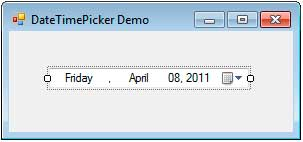 DateTimePicker Demo
Friday , April 08, 2011